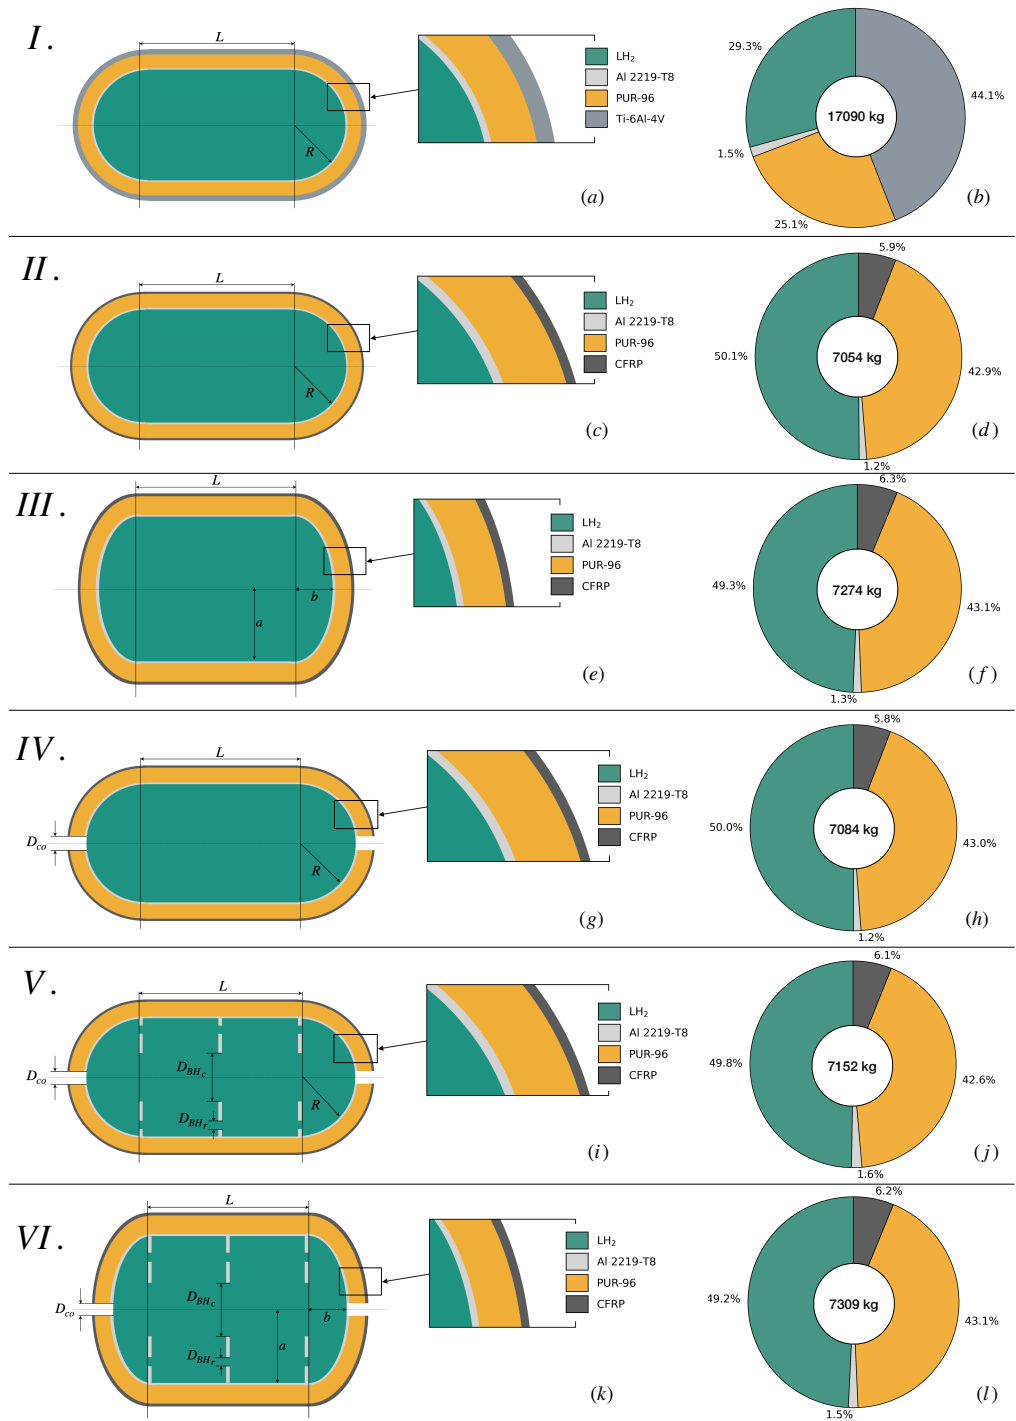 I.
L
R
LH2
Al 2219-T8
PUR-96
Ti-6Al-4V
(a)
29.3%
44.1%
17090 kg
1.5%
25.1%
(b)
II.
L
R
LH2
Al 2219-T8
PUR-96
CFRP
(c)
5.9%
50.1%
7054 kg
42.9%
1.2%
(d)
III.
L
b
a
LH2
Al 2219-T8
PUR-96
CFRP
(e)
6.3%
49.3%
7274 kg
43.1%
1.3%
(f)
IV.
L
Dco
R
LH2
Al 2219-T8
PUR-96
CFRP
(g)
5.8%
50.0%
7084 kg
43.0%
1.2%
(h)
V.
L
Dco
DBHc
DBHr
R
LH2
Al 2219-T8
PUR-96
CFRP
(i)
6.1%
49.8%
7152 kg
42.6%
1.6%
(j)
VI.
L
Dco
DBHc
DBHr
b
a
LH2
Al 2219-T8
PUR-96
CFRP
(k)
6.2%
49.2%
7309 kg
43.1%
1.5%
(l)